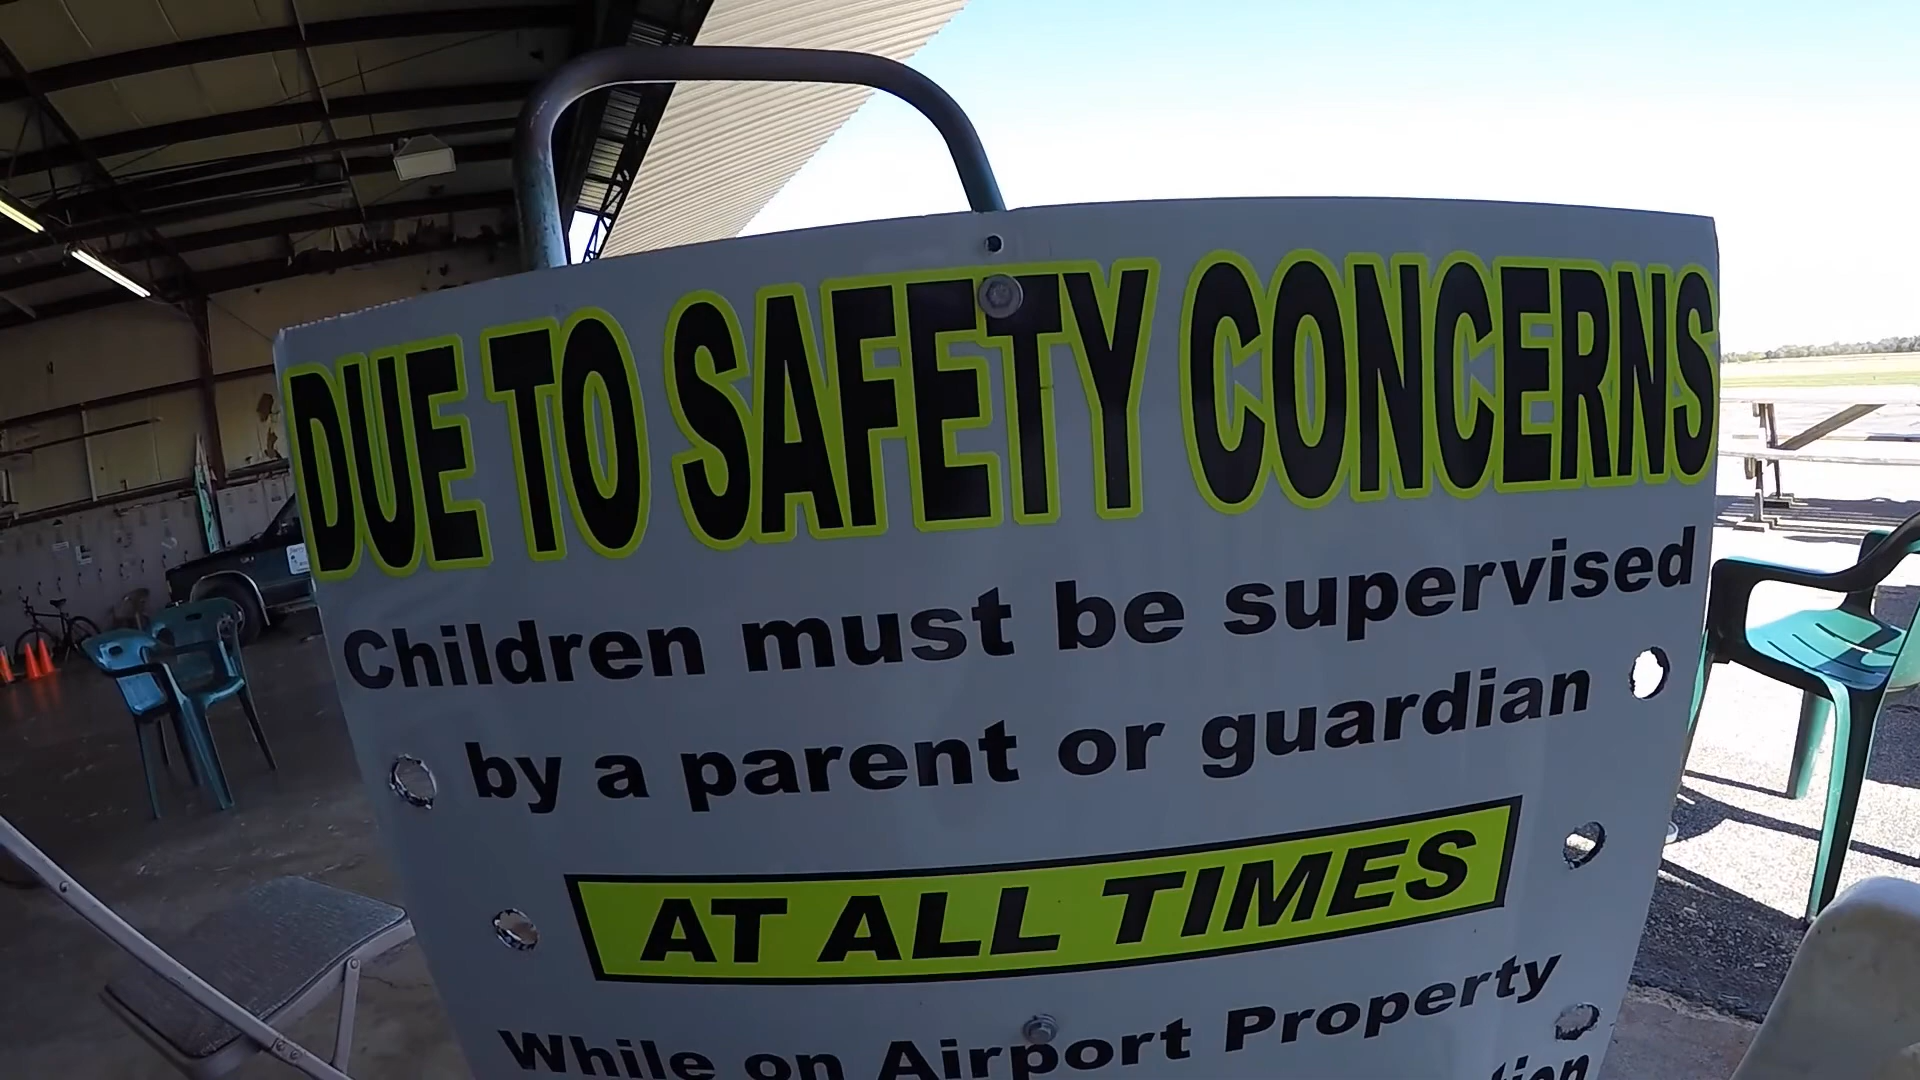 DUE TO SAFETY CONCERNS
Children must be supervised
by a parent or guardian
AT ALL TIMES
While on Airport Property